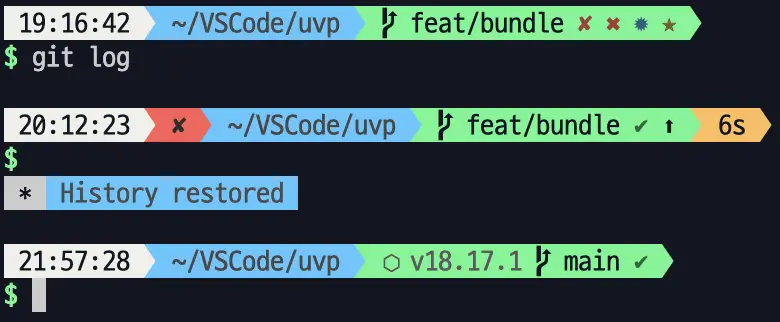 19:16:42 ~/VSCode/uvp feat/bundle ✘ ✖ ✹ ★
$ git log
20:12:23 ✘ ~/VSCode/uvp feat/bundle ✔ ⬆ 6s
$
* History restored
21:57:28 ~/VSCode/uvp ⬡ v18.17.1 main ✔
$